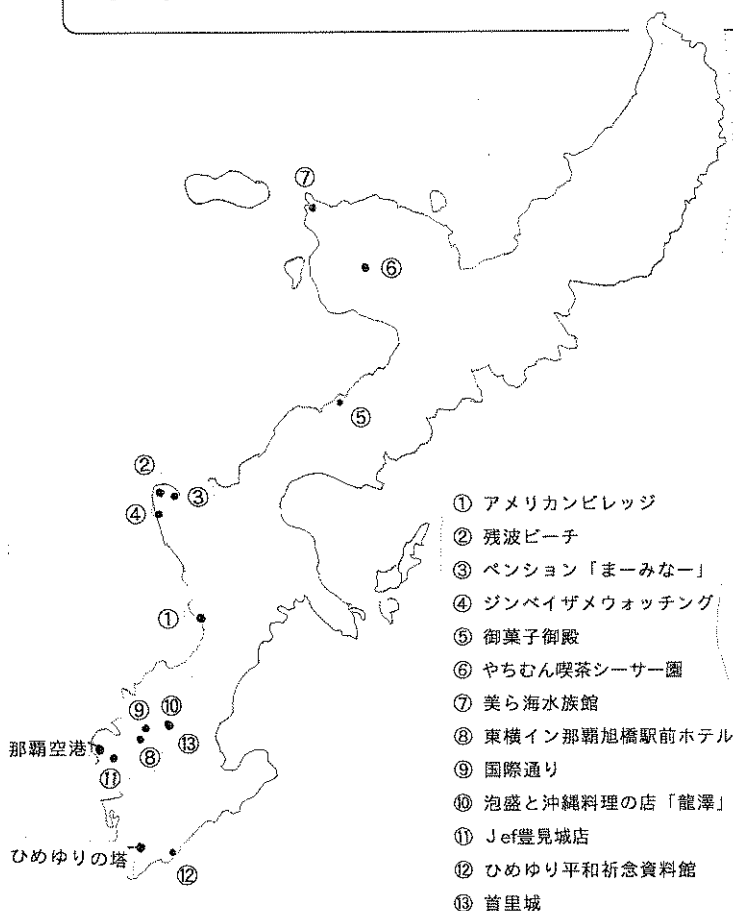 ⑦
⑥
⑤
②
③
④
①
⑨
⑩
那覇空港
⑧
⑬
⑪
ひめゆりの塔
⑫
① アメリカンビレッジ
② 残波ビーチ
③ ペンション「まーみなー」
④ ジンベイザメウォッチング
⑤ 御菓子御殿
⑥ やちむん喫茶シーサー園
⑦ 美ら海水族館
⑧ 東横イン那覇旭橋駅前ホテル
⑨ 国際通り
⑩ 泡盛と沖縄料理の店「龍澤」
⑪ Jef豊見城店
⑫ ひめゆり平和祈念資料館
⑬ 首里城